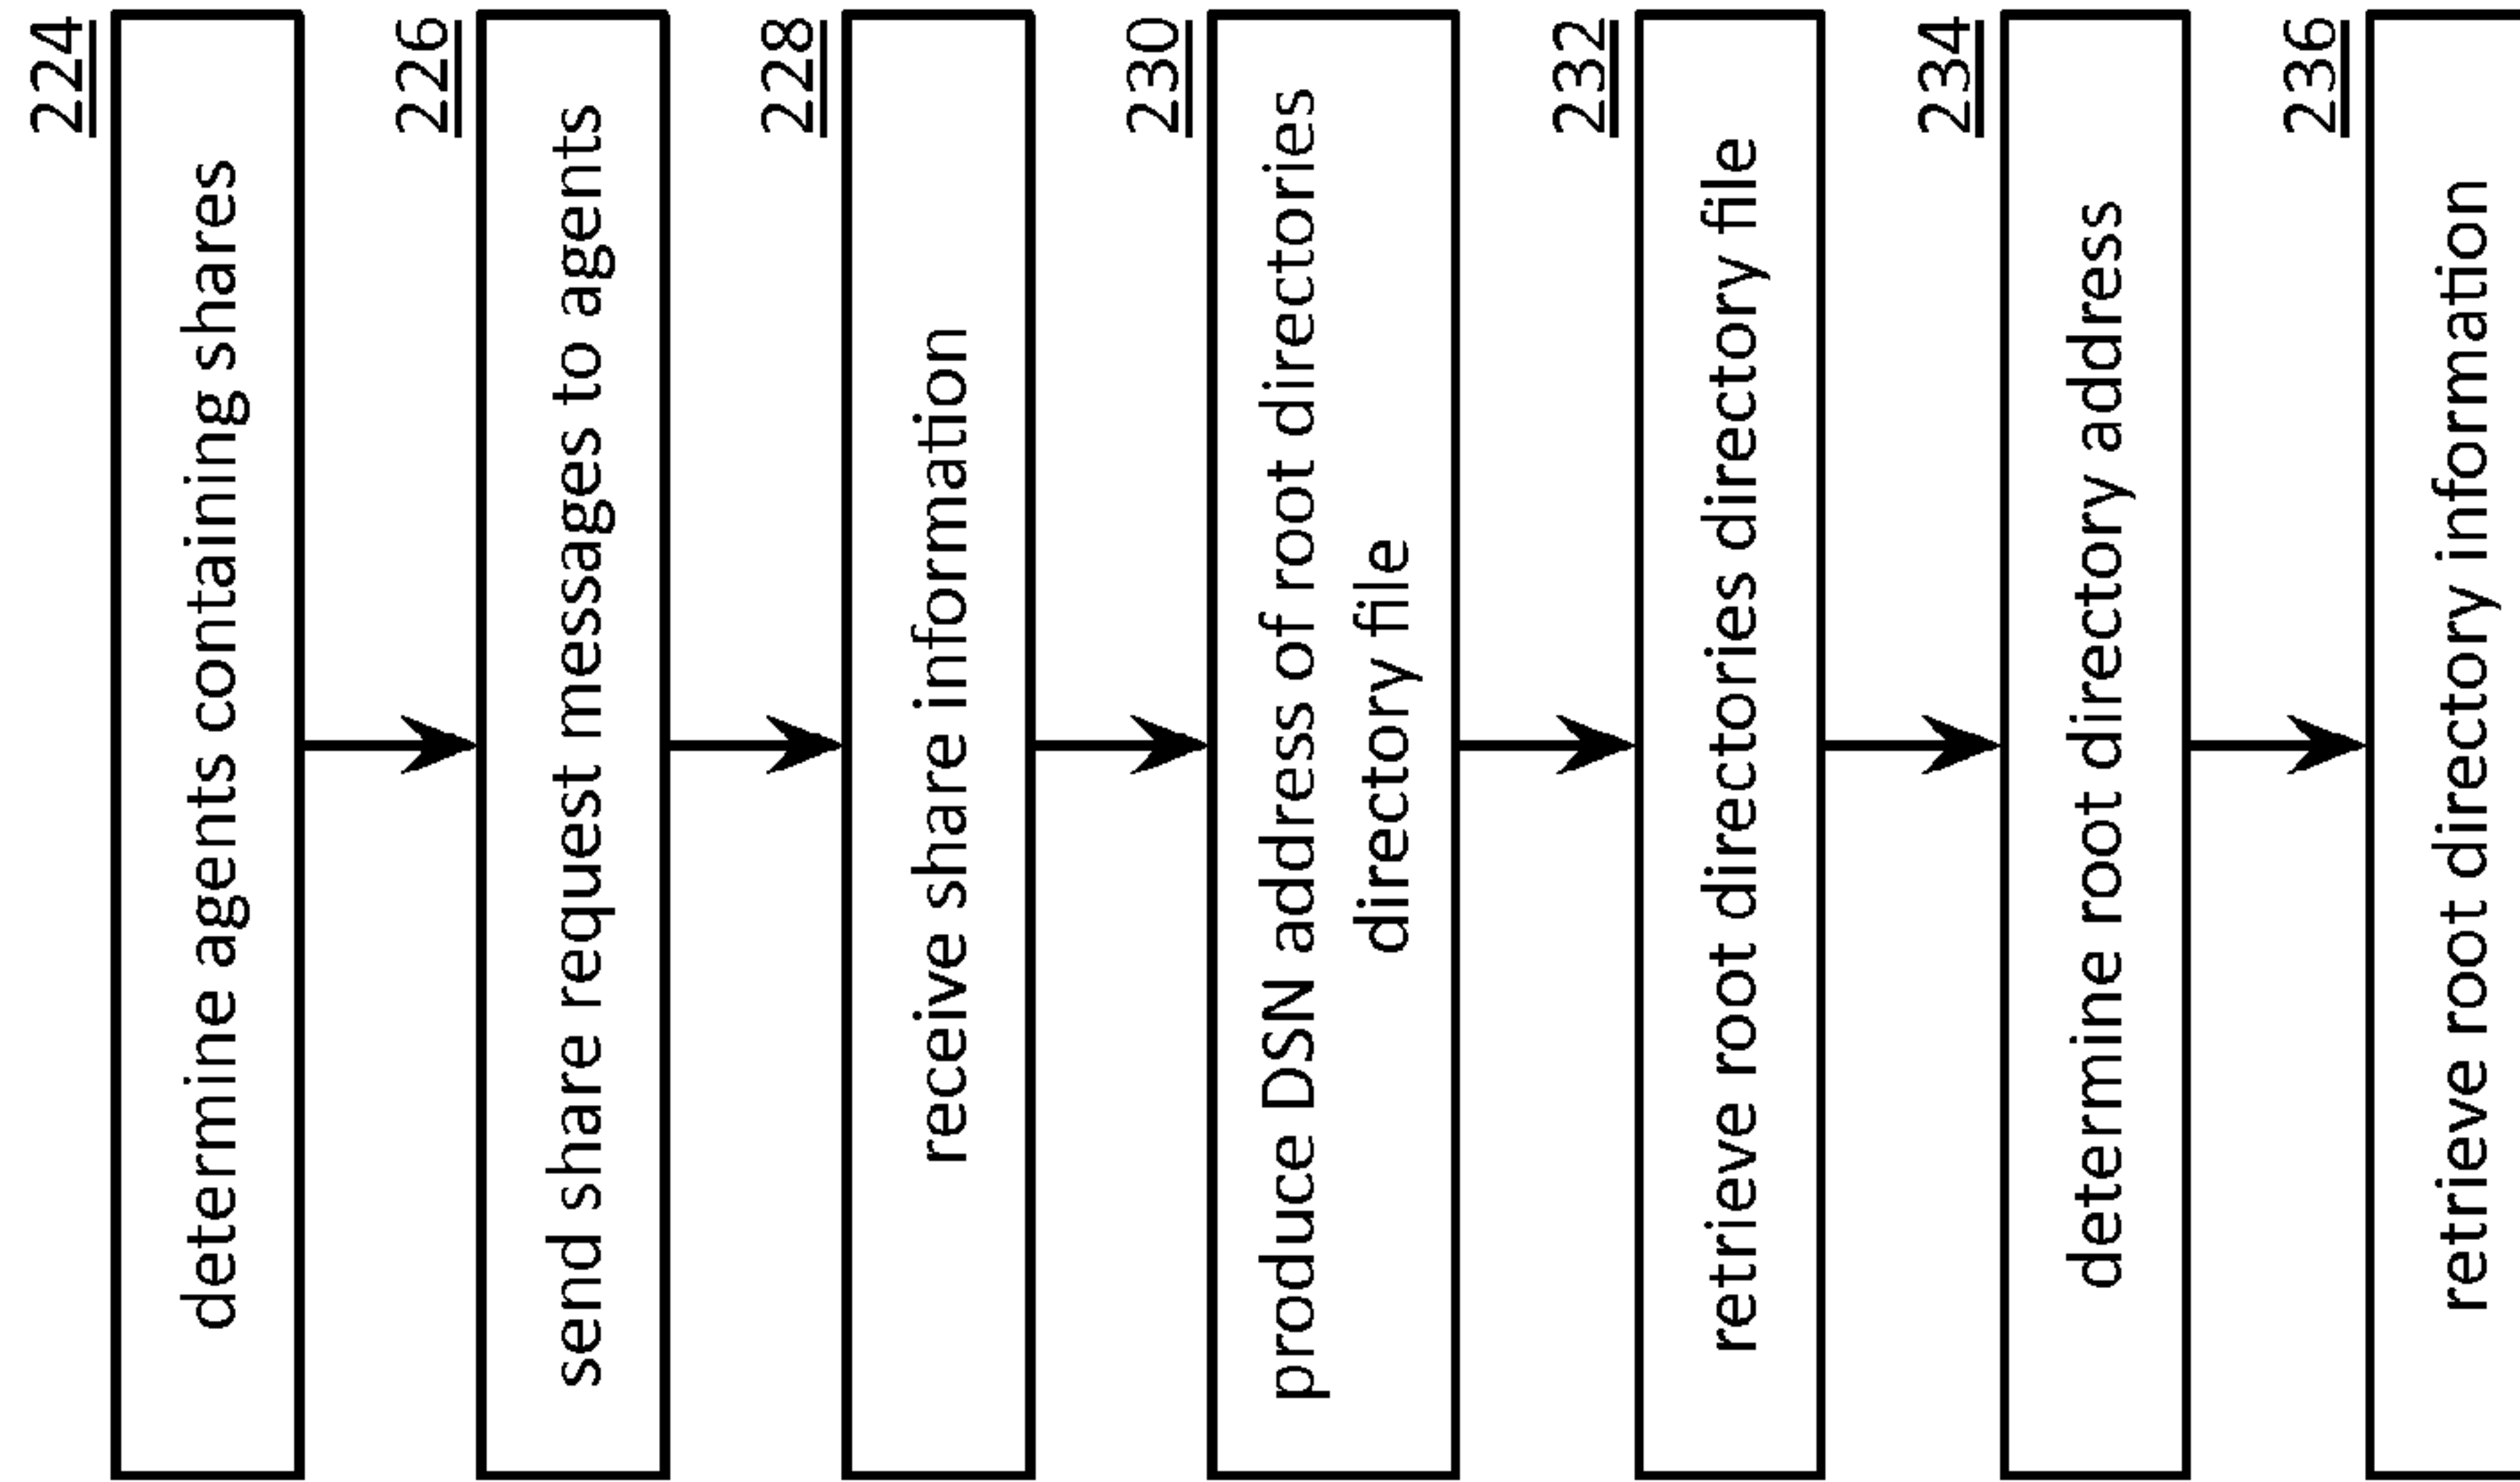 224
determine agents containing shares
226
send share request messages to agents
228
receive share information
230
produce DSN address of root directories
directory file
232
retrieve root directories directory file
234
determine root directory address
236
retrieve root directory information